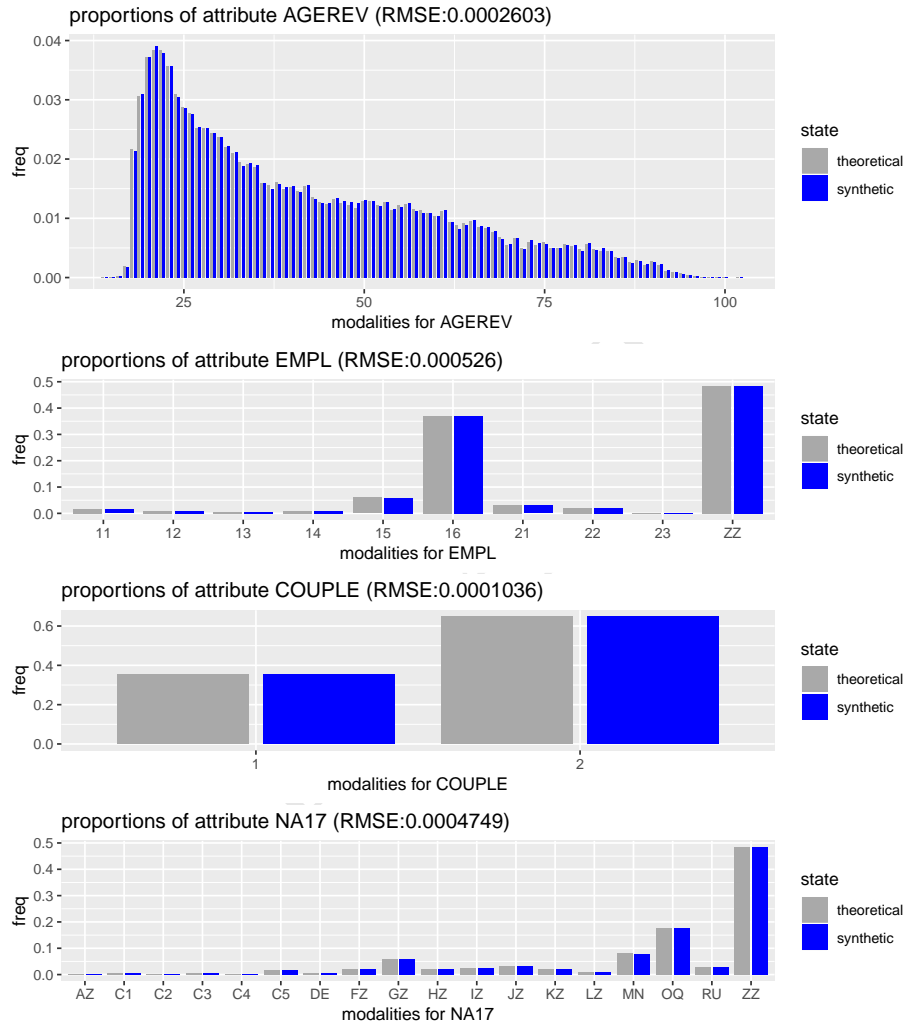 proportions of attribute AGEREV (RMSE:0.0002603)
0.04
0.03
0.02
0.01
0.00
freq
25 50 75 100
modalities for AGEREV
state
theoretical
synthetic
proportions of attribute EMPL (RMSE:0.000526)
0.5
0.4
0.3
0.2
0.1
0.0
freq
11 12 13 14 15 16 21 22 23 ZZ
modalities for EMPL
state
theoretical
synthetic
proportions of attribute COUPLE (RMSE:0.0001036)
0.6
0.4
0.2
0.0
freq
1 2
modalities for COUPLE
state
theoretical
synthetic
proportions of attribute NA17 (RMSE:0.0004749)
0.5
0.4
0.3
0.2
0.1
0.0
freq
AZ C1 C2 C3 C4 C5 DE FZ GZ HZ IZ JZ KZ LZ MN OQ RU ZZ
modalities for NA17
state
theoretical
synthetic